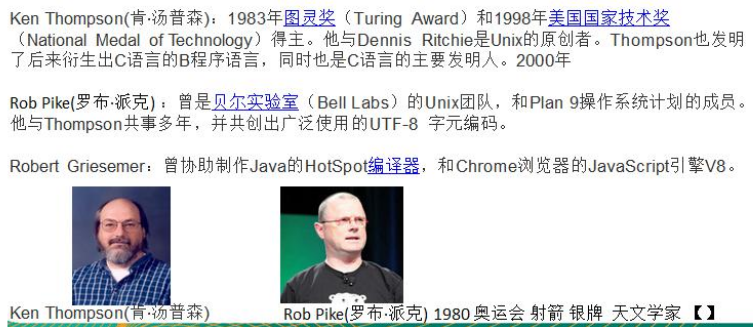 Ken Thompson(肯·汤普森)：1983年图灵奖（Turing Award）和1998年美国国家技术奖
（National Medal of Technology）得主。他与Dennis Ritchie是Unix的原创者。Thompson也发明
了后来衍生出C语言的B程序语言，同时也是C语言的主要发明人。2000年
Rob Pike(罗布·派克)：曾是贝尔实验室（Bell Labs）的Unix团队，和Plan 9操作系统计划的成员。
他与Thompson共事多年，并共创出广泛使用的UTF-8 字元编码。
Robert Griesemer：曾协助制作Java的HotSpot编译器，和Chrome浏览器的JavaScript引擎V8。
Ken Thompson(肯·汤普森)
Rob Pike(罗布·派克) 1980 奥运会 射箭 银牌 天文学家 【】